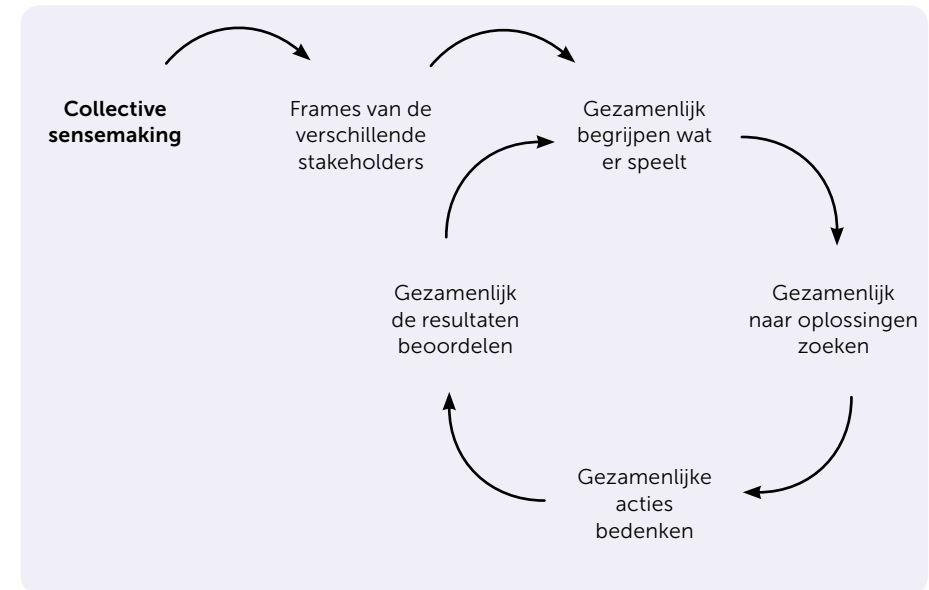 Collective
sensemaking
Frames van de
verschillende
stakeholders
Gezamenlijk
begrijpen wat
er speelt
Gezamenlijk
naar oplossingen
zoeken
Gezamenlijke
acties
bedenken
Gezamenlijk
de resultaten
beoordelen